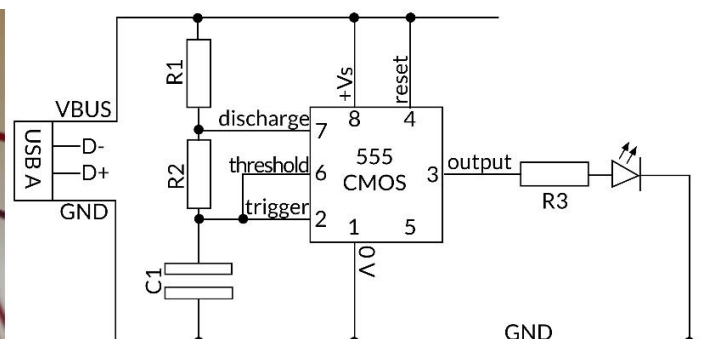 VBUS
USB A
D-
D+
GND
R1
R2
C1
discharge
threshold
trigger
+Vs
reset
7
8
4
6
555
CMOS
3
2
1
5
0 V
output
R3
GND